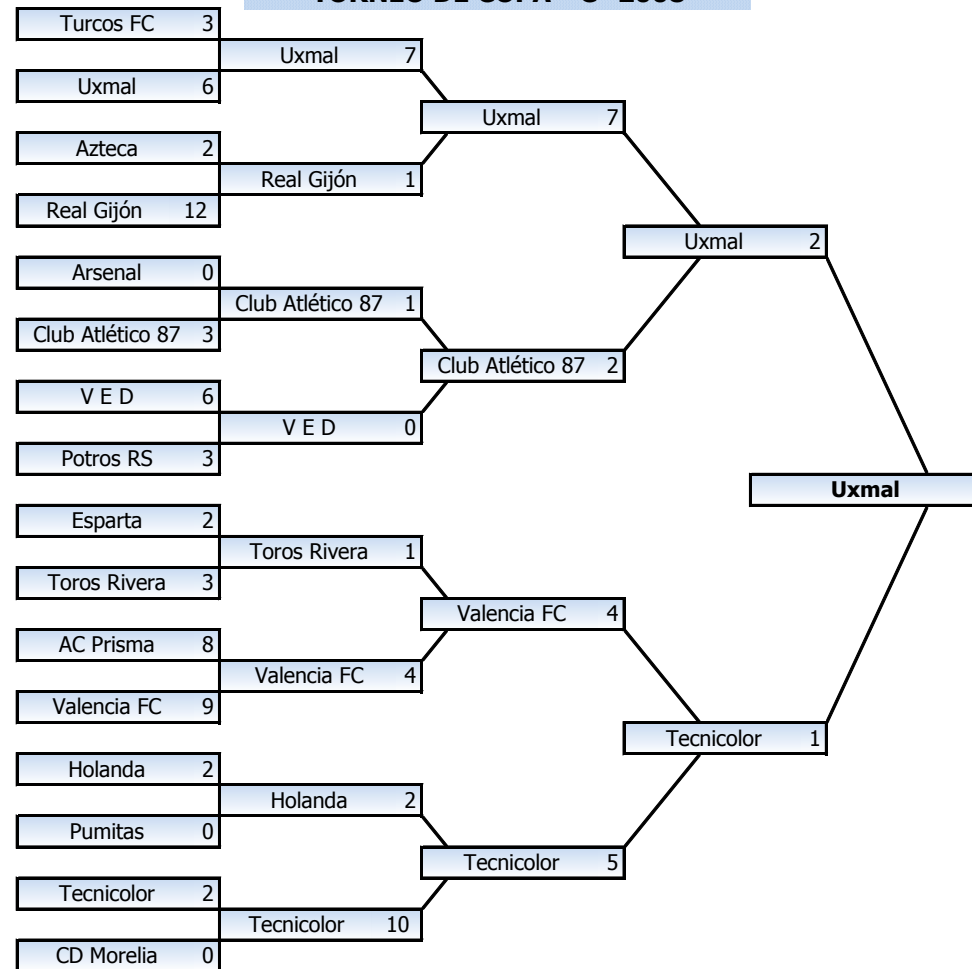 TORNEO DE COPA
Turcos FC 3
Uxmal 6
Azteca 2
Real Gijón 12
Arsenal 0
Club Atlético 87 3
V E D 6
Potros RS 3
Esparta 2
Toros Rivera 3
AC Prisma 8
Valencia FC 9
Holanda 2
Pumitas 0
Tecnicolor 2
CD Morelia 0
Uxmal 7
Real Gijón 1
Club Atlético 87 1
V E D 0
Toros Rivera 1
Valencia FC 4
Holanda 2
Tecnicolor 10
Uxmal 7
Club Atlético 87 2
Valencia FC 4
Tecnicolor 5
Uxmal 2
Tecnicolor 1
Uxmal